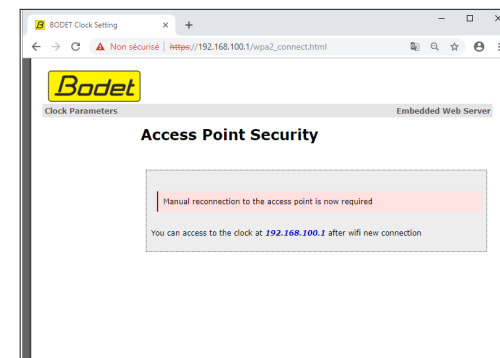 B BODET Clock Setting
Non sécurisé | https://192.168.100.1/wpa2_connect.html
Bodet
Clock Parameters Embedded Web Server
Access Point Security
Manual reconnection to the access point is now required
You can access to the clock at 192.168.100.1 after wifi new connection